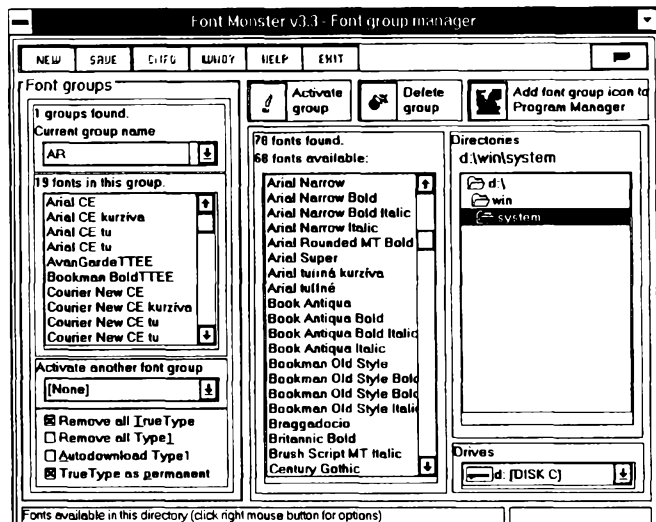 Font Monster v3.3 - Font group manager
NEW SAVE HELP EXIT
Font groups
Activate group
Delete group
Add font group icon to Program Manager
1 groups found.
Current group name
AR
19 fonts in this group.
Arial CE
Arial CE kurzíva
Arial CE tu
Arial CE tu
AvanGardeTTEE
Bookman BoldTTEE
Courier New CE
Courier New CE kurzíva
Courier New CE tu
Courier New CE tu
Activate another font group
[None]
Remove all TrueType
Remove all Type1
Autodownload Type1
TrueType as permanent
78 fonts found.
68 fonts available:
Arial Narrow
Arial Narrow Bold
Arial Narrow Bold Italic
Arial Narrow Italic
Arial Rounded MT Bold
Arial Super
Arial kurzíva
Arial
Book Antiqua
Book Antiqua Bold
Book Antiqua Bold Italic
Book Antiqua Italic
Bookman Old Style
Bookman Old Style Bold
Bookman Old Style Bold
Bookman Old Style Italic
Braggadocio
Britannic Bold
Brush Script MT Italic
Century Gothic
Directories
d:\win\system
d:\
win
system
Drives
d: [DISK C]
Fonts available in this directory (click right mouse button for options)